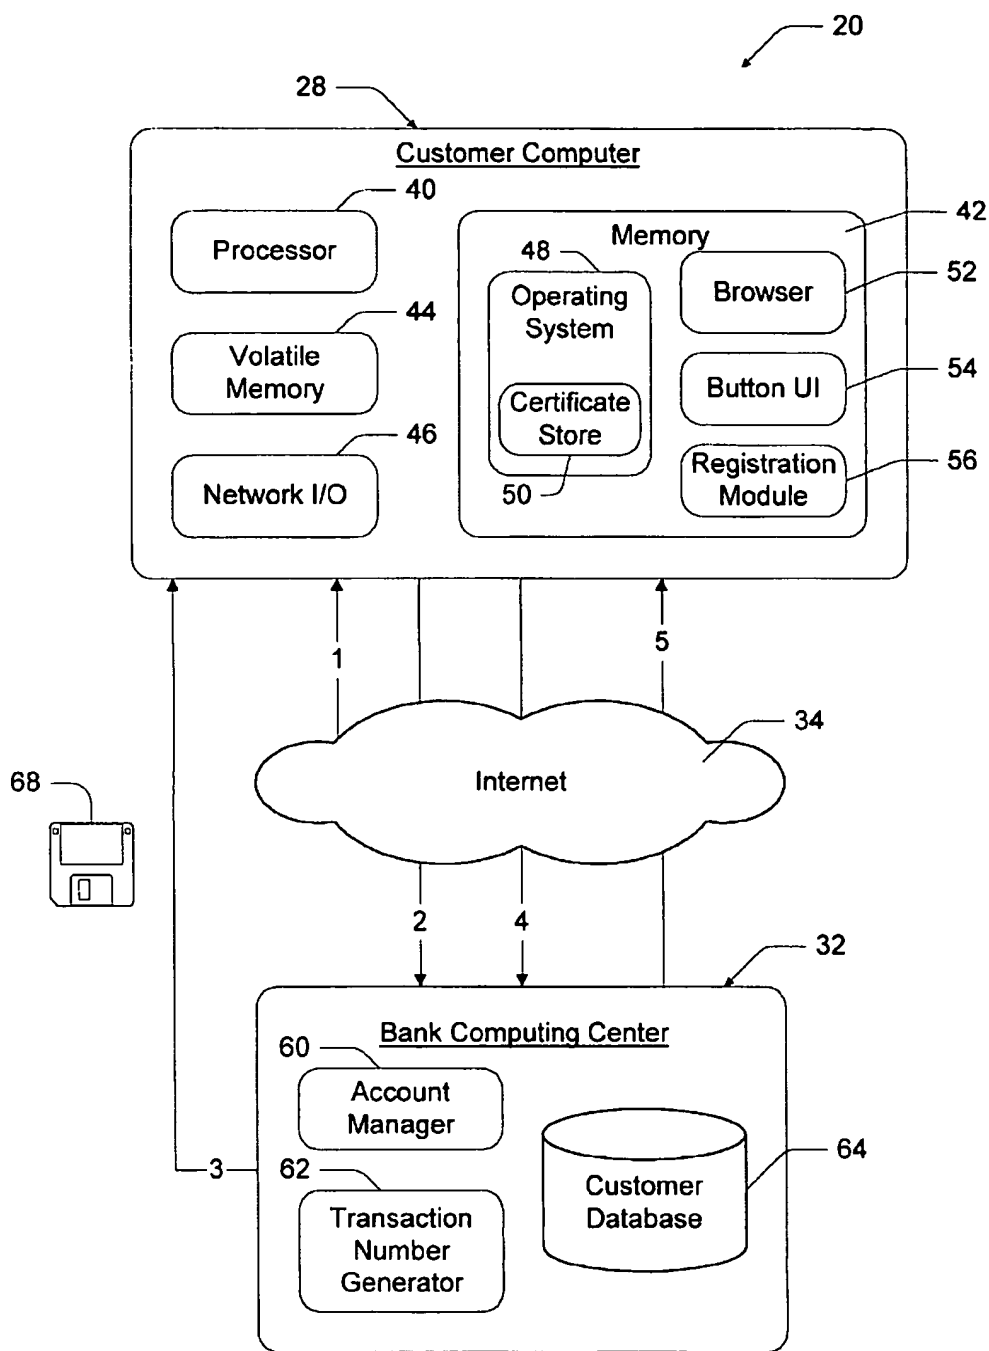 20
28
Customer Computer
40
Processor
44
Volatile
Memory
46
Network I/O
42
Memory
48
Operating
System
Certificate
Store
50
52
Browser
54
Button UI
56
Registration
Module
1
5
34
Internet
68
2
4
32
Bank Computing Center
60
Account
Manager
3
62
Transaction
Number
Generator
64
Customer
Database